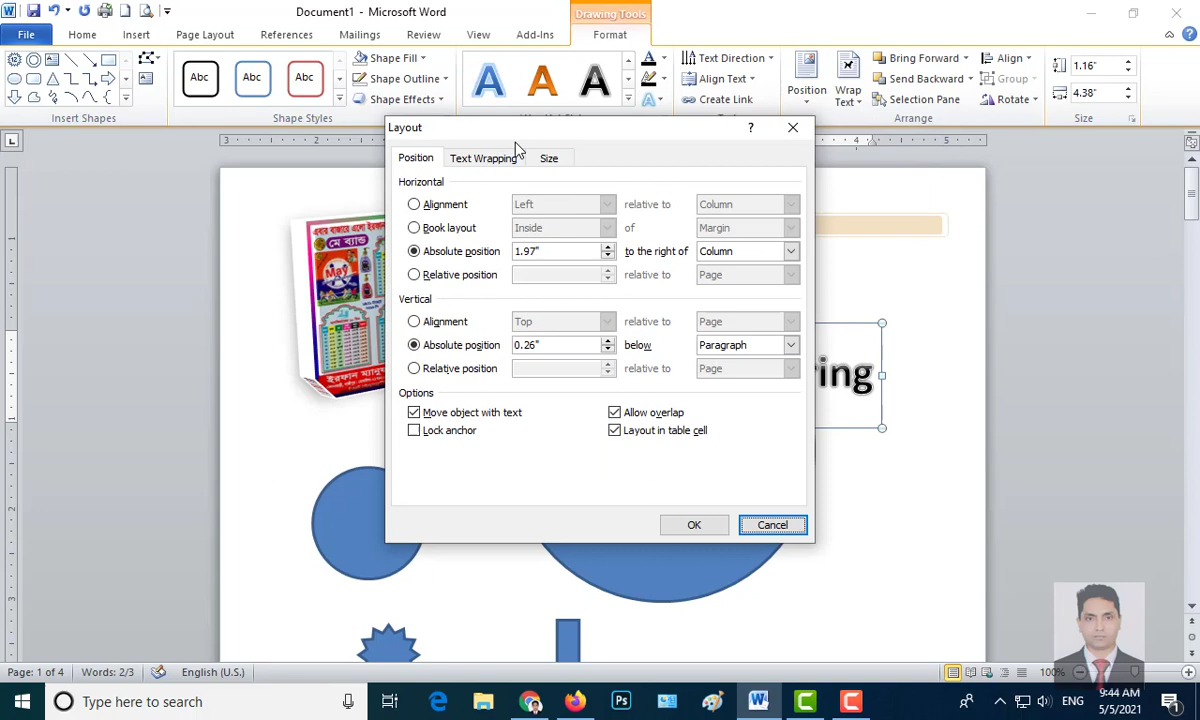 Document1 - Microsoft Word
Drawing Tools
File
Home
Insert
Page Layout
References
Mailings
Review
View
Add-Ins
Format
Abc
Abc
Abc
Shape Fill
Shape Outline
Shape Effects
A
A
A
Text Direction
Align Text
Create Link
Position
Wrap
Text
Bring Forward
Send Backward
Selection Pane
Align
Group
Rotate
1.16"
4.38"
Insert Shapes
Shape Styles
Arrange
Size
Layout
Position
Text Wrapping
Size
Horizontal
Alignment
Left
relative to
Column
Book layout
Inside
of
Margin
Absolute position
1.97"
to the right of
Column
Relative position
relative to
Page
Vertical
Alignment
Top
relative to
Page
Absolute position
0.26"
below
Paragraph
Relative position
relative to
Page
Options
Move object with text
Allow overlap
Lock anchor
Layout in table cell
OK
Cancel
এবার বাজারে এলো
মে ব্যান্ড
May
ing
Page: 1 of 4
Words: 2/3
English (U.S.)
100%
Type here to search
ENG
9:44 AM
5/5/2021